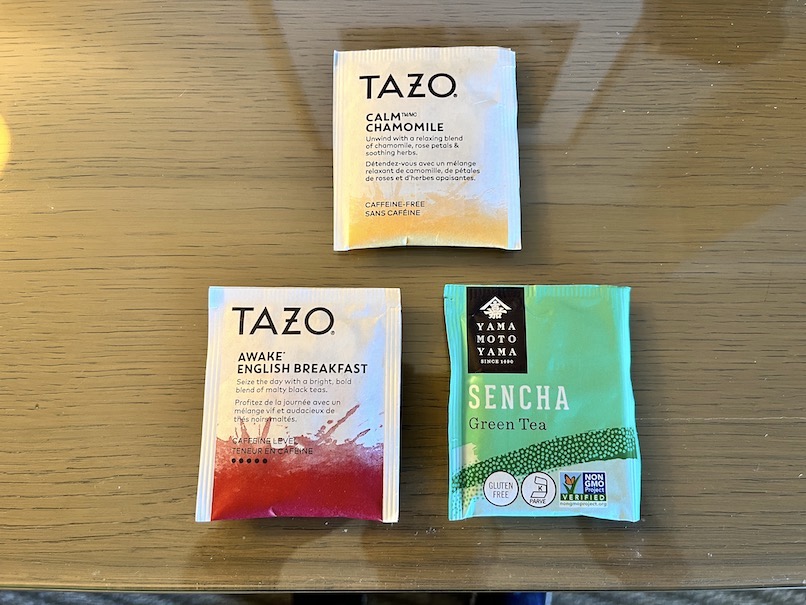 TAZO®
CALM™/MC
CHAMOMILE
Unwind with a relaxing blend
of chamomile, rose petals &
soothing herbs.
Détendez-vous avec un mélange
relaxant de camomille, de pétales
de roses et d'herbes apaisantes.
CAFFEINE-FREE
SANS CAFÉINE
TAZO®
AWAKE™
ENGLISH BREAKFAST
Seize the day with a bright, bold
blend of malty black teas.
Profitez de la journée avec un
mélange vif et audacieux de
thés noirs maltés.
CAFFEINE LEVEL
TENEUR EN CAFÉINE
YAMA
MOTO
YAMA
SINCE 1690
SENCHA
Green Tea
GLUTEN
FREE
K
PARVE
NON
GMO
Project
VERIFIED
nongmoproject.org